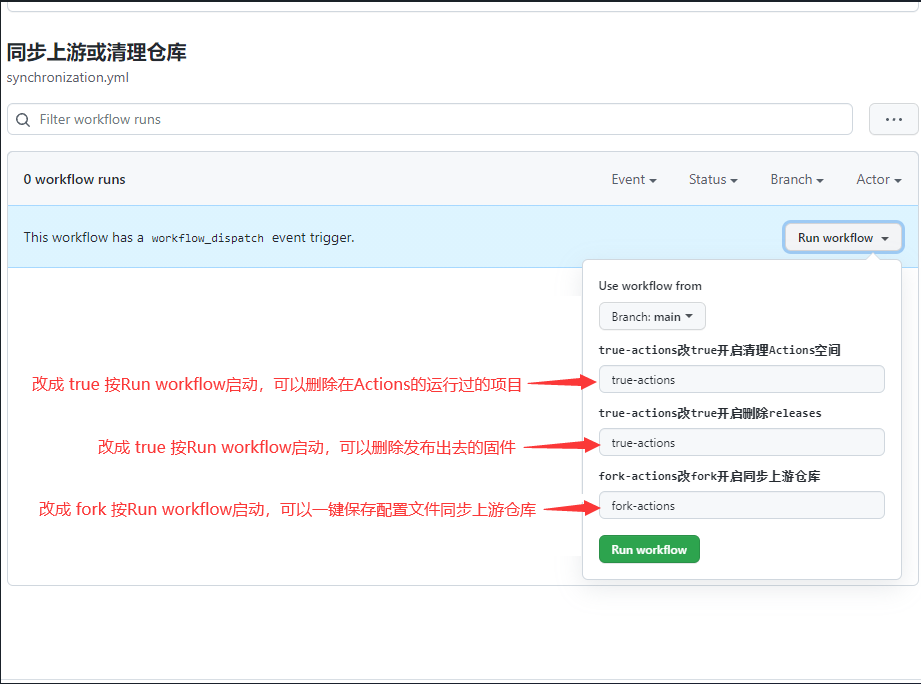 同步上游或清理仓库
synchronization.yml
Filter workflow runs
...
0 workflow runs
Event
Status
Branch
Actor
This workflow has a workflow_dispatch event trigger.
Run workflow
Use workflow from
Branch: main
true-actions改true开启清理Actions空间
改成 true 按Run workflow启动，可以删除在Actions的运行过的项目
true-actions
true-actions改true开启删除releases
改成 true 按Run workflow启动，可以删除发布出去的固件
true-actions
fork-actions改fork开启同步上游仓库
改成 fork 按Run workflow启动，可以一键保存配置文件同步上游仓库
fork-actions
Run workflow